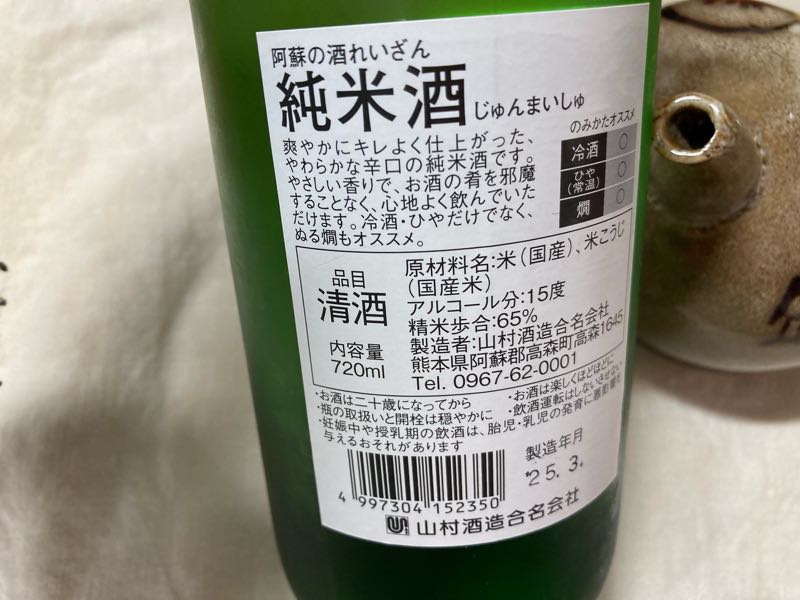 阿蘇の酒れいざん
純米酒 じゅんまいしゅ
爽やかにキレよく仕上がった、
やわらかな辛口の純米酒です。
やさしい香りで、お酒の肴を邪魔
することなく、心地よく飲んでいた
だけます。冷酒・ひやだけでなく、
ぬる燗もオススメ。
のみかたオススメ
冷酒 ○
ひや
(常温) ○
燗 ○
品目
清酒
内容量
720ml
原材料名:米(国産)、米こうじ
(国産米)
アルコール分:15度
精米歩合:65%
製造者:山村酒造合名会社
熊本県阿蘇郡高森町高森1645
Tel. 0967-62-0001
・お酒は二十歳になってから
・お酒は楽しくほどほどに
・瓶の取扱いと開栓は穏やかに
・飲酒運転はしないさせない
・妊娠中や授乳期の飲酒は、胎児・乳児の発育に悪影響を
与えるおそれがあります
製造年月
25.3.
4 997304 152350
山村酒造合名会社